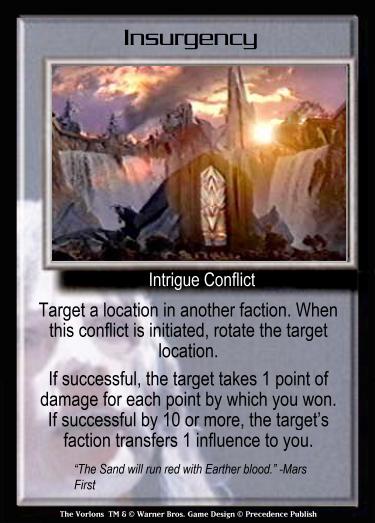 Insurgency
Intrigue Conflict
Target a location in another faction. When
this conflict is initiated, rotate the target
location.
If successful, the target takes 1 point of
damage for each point by which you won.
If successful by 10 or more, the target's
faction transfers 1 influence to you.
“The Sand will run red with Earther blood.” -Mars
First
The Vorlons TM & © Warner Bros. Game Design © Precedence Publish